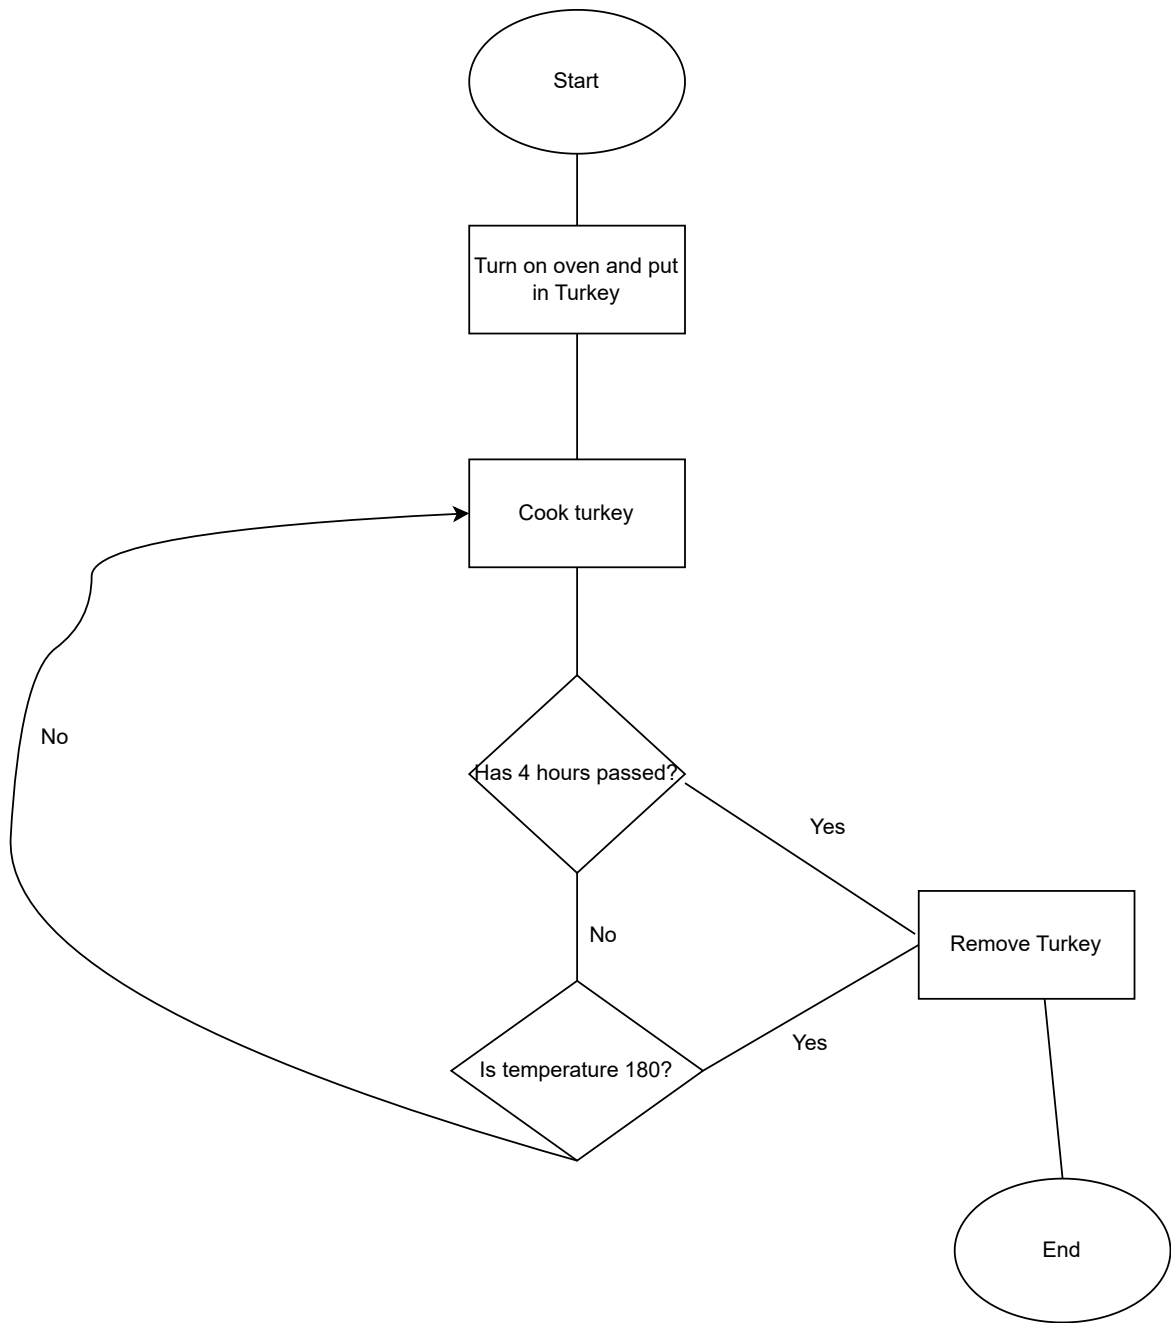 Start
Turn on oven and put
in Turkey
Cook turkey
No
Has 4 hours passed?
Yes
No
Remove Turkey
Yes
Is temperature 180?
End